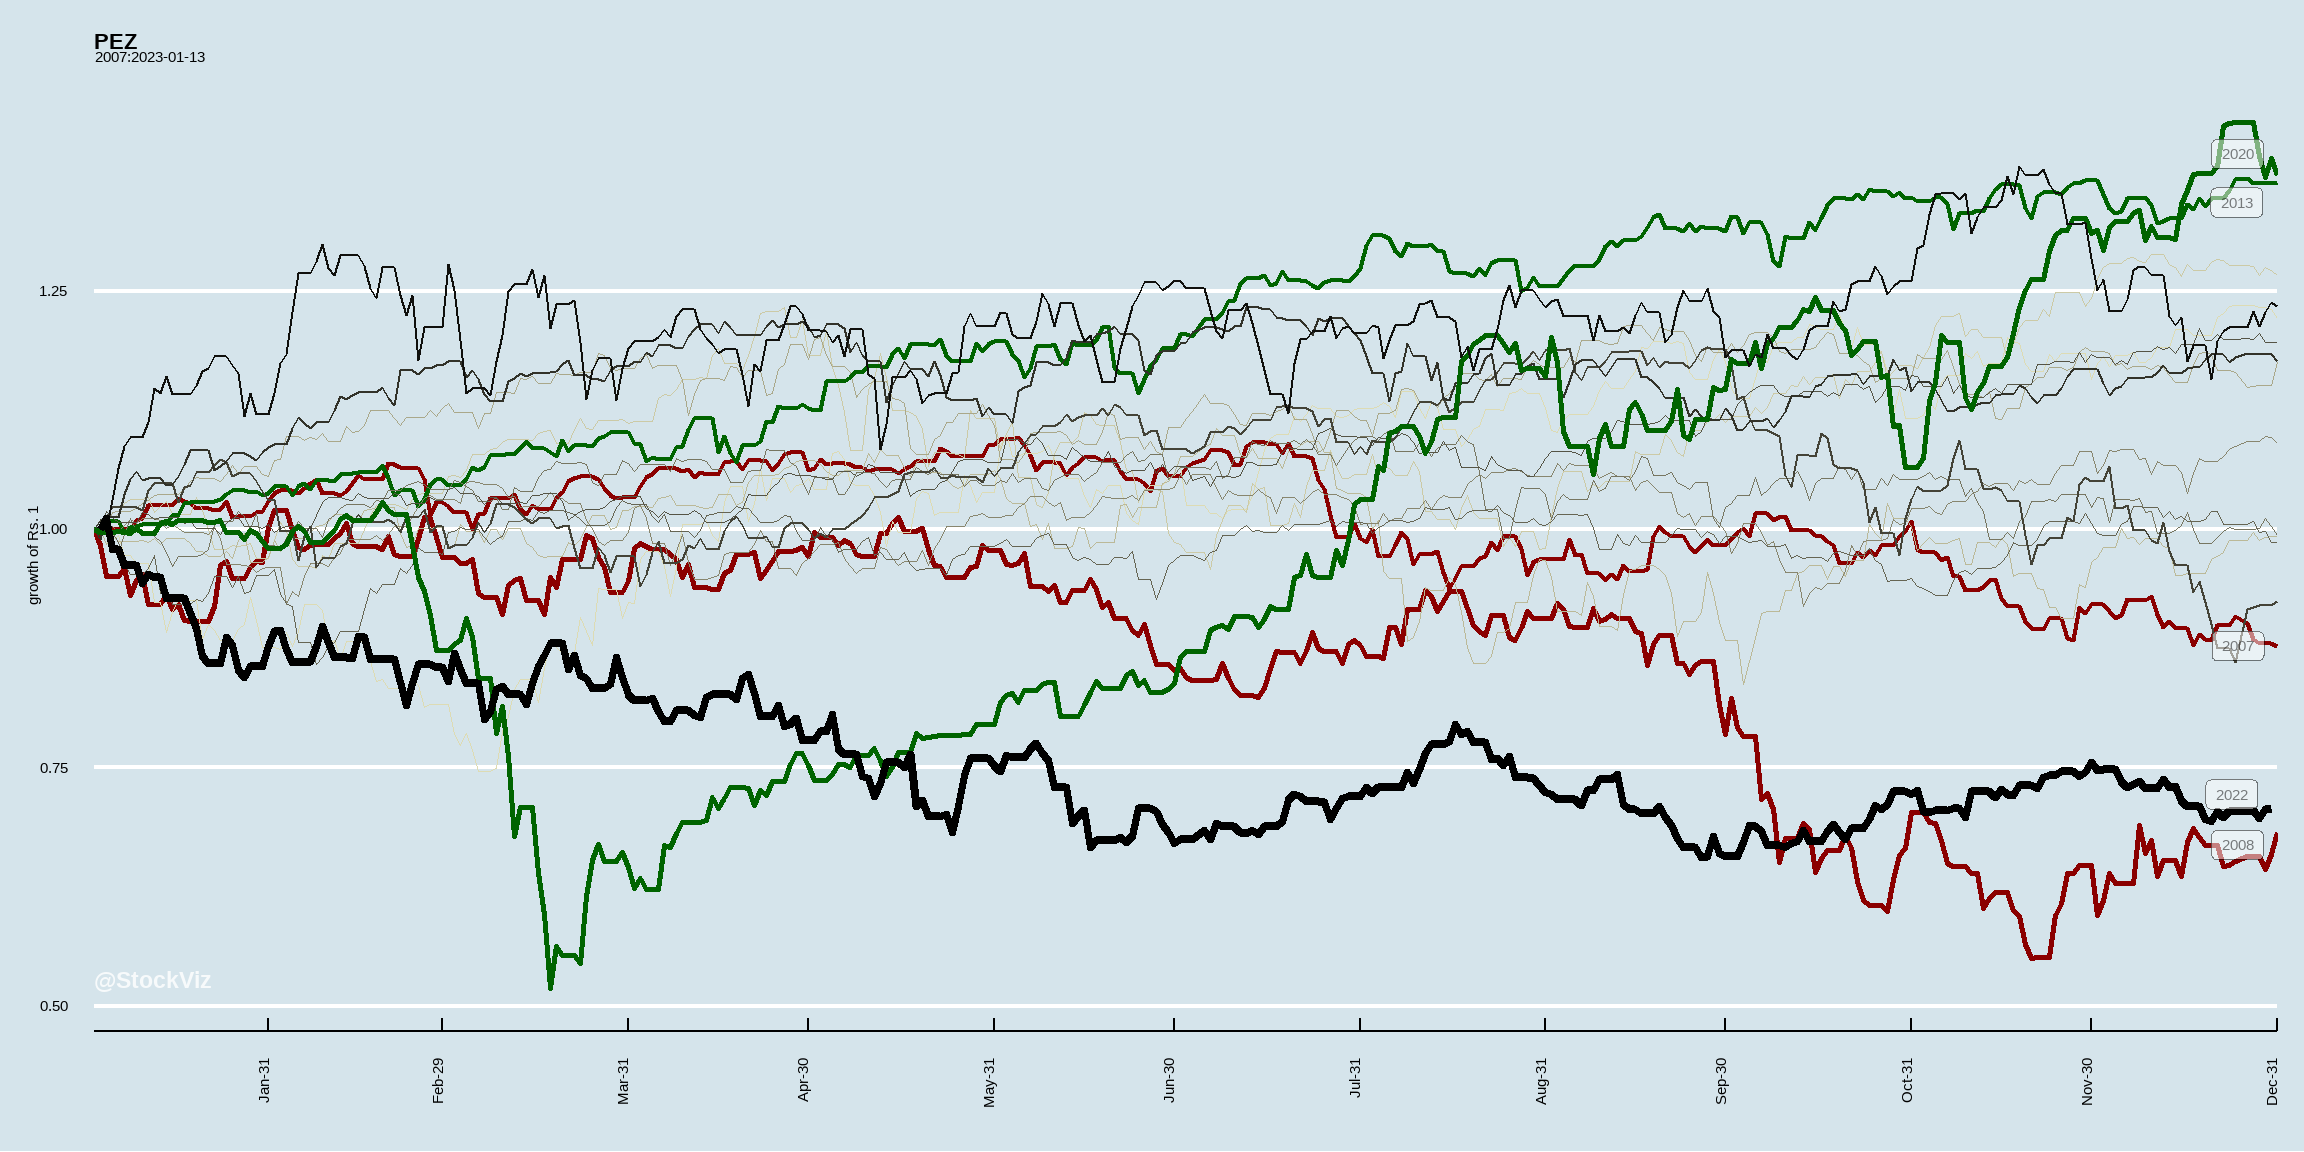 PEZ
2007:2023-01-13
2020
2013
1.25
growth of Rs. 1
1.00
2007
0.75
2022
2008
@StockViz
0.50
Jan-31
Feb-29
Mar-31
Apr-30
May-31
Jun-30
Jul-31
Aug-31
Sep-30
Oct-31
Nov-30
Dec-31